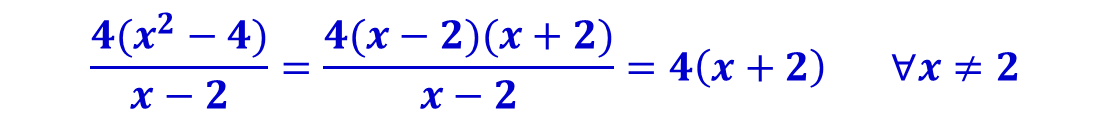 4(x² − 4)/(x − 2) = 4(x − 2)(x + 2)/(x − 2) = 4(x + 2) ∀x ≠ 2